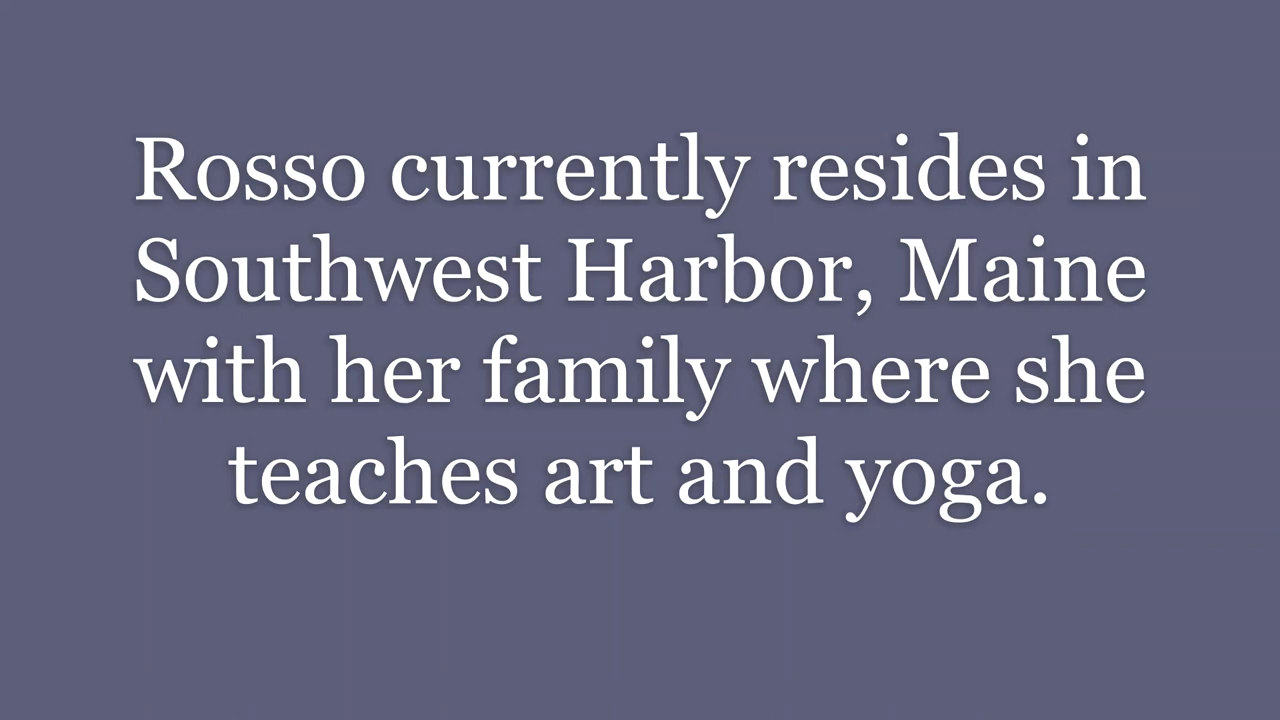 Rosso currently resides in
Southwest Harbor, Maine
with her family where she
teaches art and yoga.